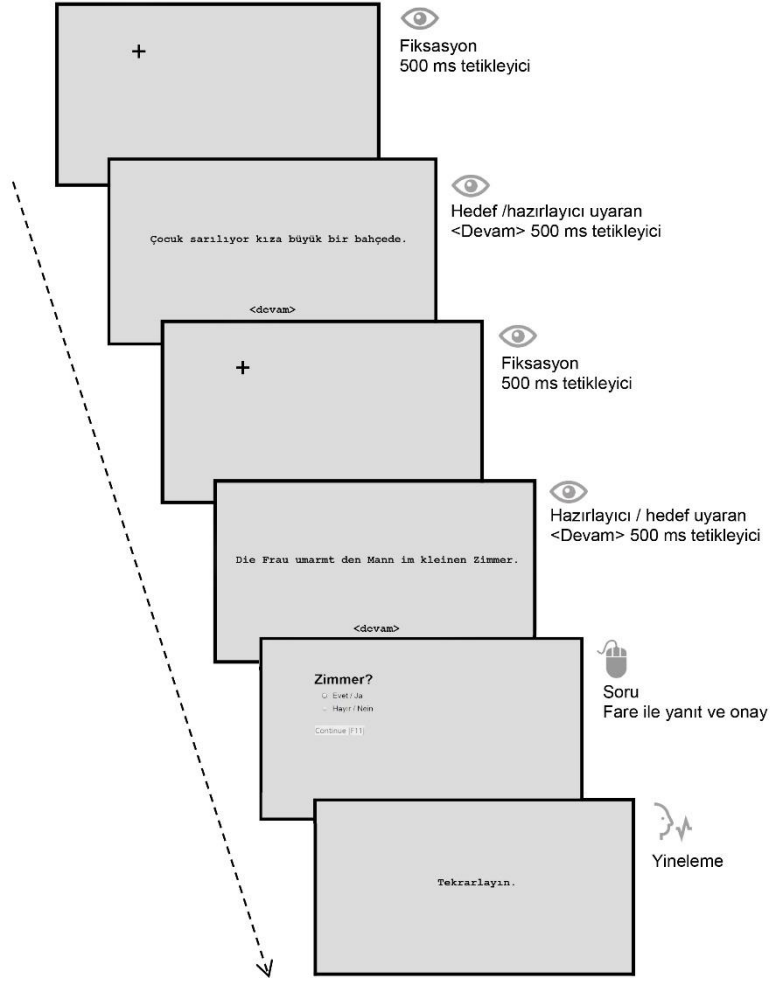 +
Fiksasyon
500 ms tetikleyici
Çocuk sarılıyor kıza büyük bir bahçede.
<devam>
Hedef /hazırlayıcı uyaran
<Devam> 500 ms tetikleyici
+
Fiksasyon
500 ms tetikleyici
Die Frau umarmt den Mann im kleinen Zimmer.
<devam>
Hazırlayıcı / hedef uyaran
<Devam> 500 ms tetikleyici
Zimmer?
Evet / Ja
Hayır / Nein
Continue (F11)
Soru
Fare ile yanıt ve onay
Tekrarlayın.
Yineleme